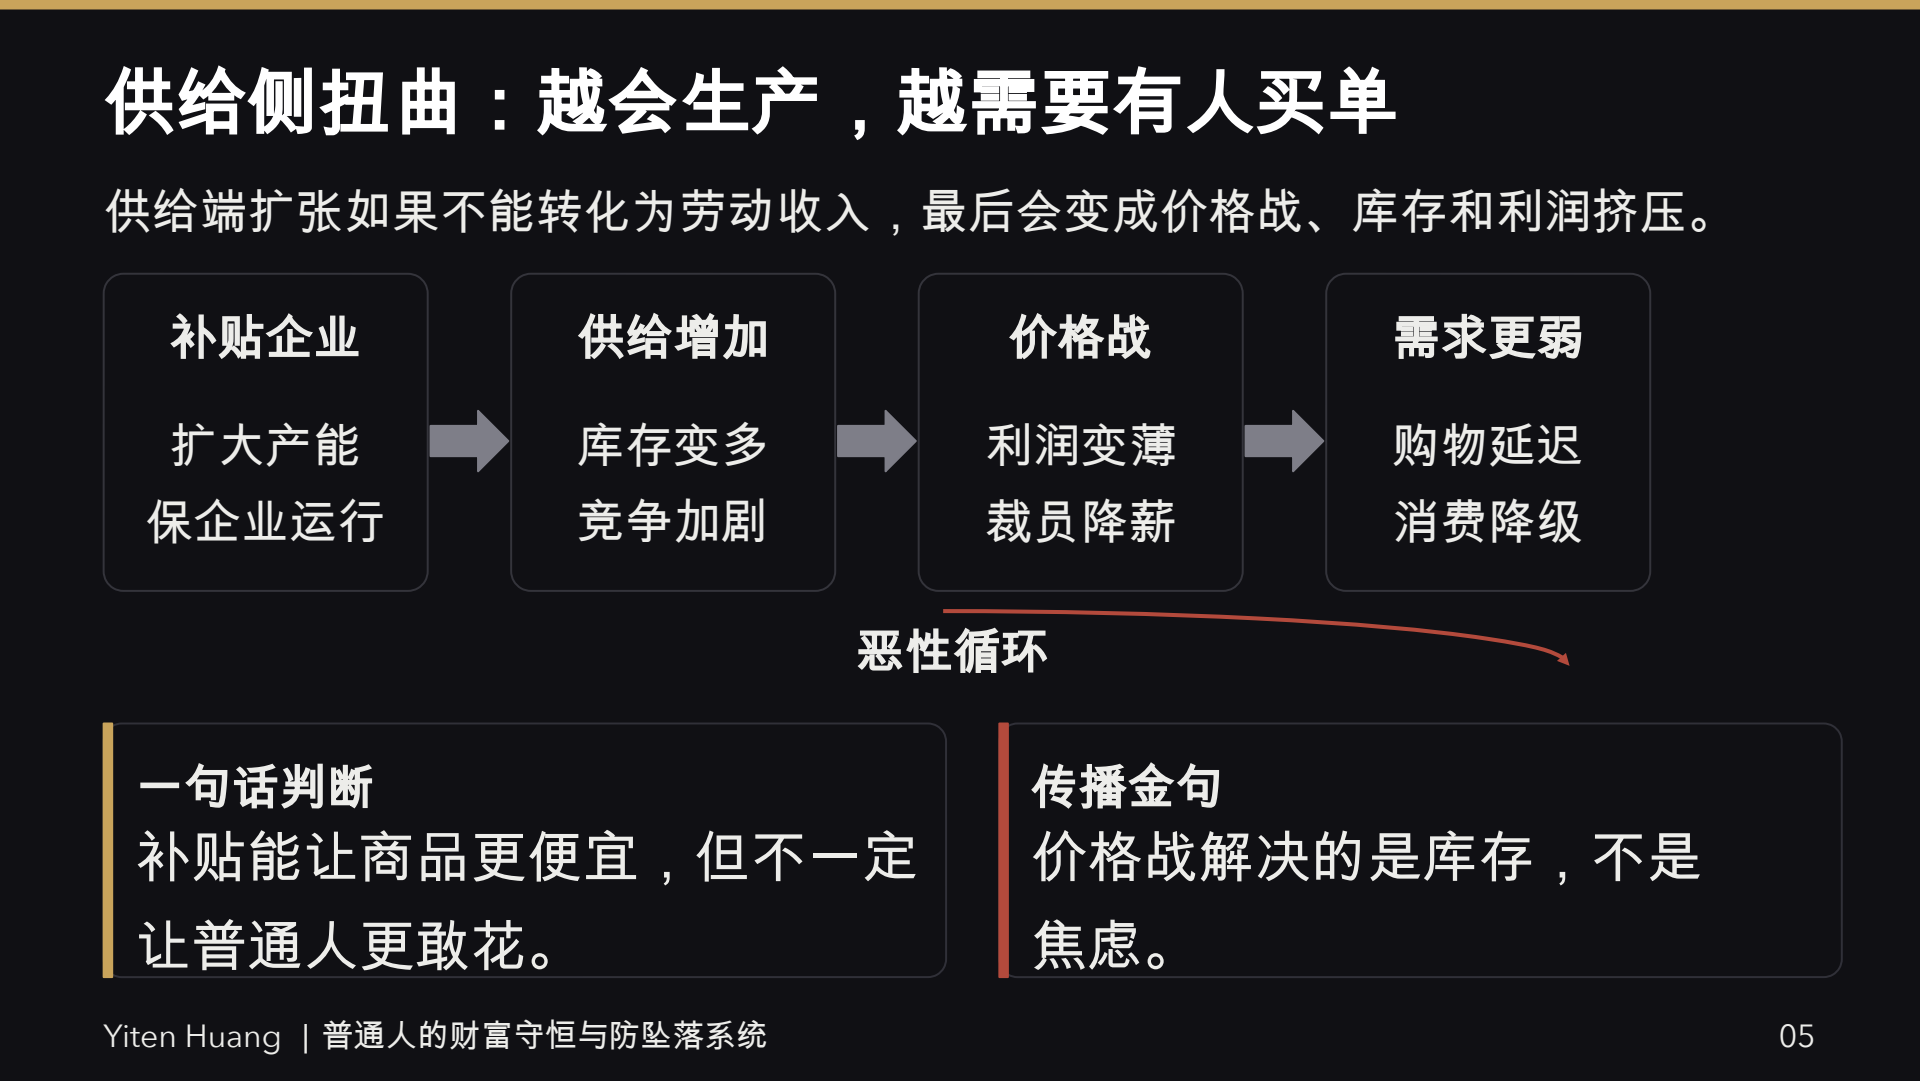 供给侧扭曲：越会生产，越需要有人买单
供给端扩张如果不能转化为劳动收入，最后会变成价格战、库存和利润挤压。
补贴企业
扩大产能
保企业运行
供给增加
库存变多
竞争加剧
价格战
利润变薄
裁员降薪
需求更弱
购物延迟
消费降级
恶性循环
一句话判断
补贴能让商品更便宜，但不一定
让普通人更敢花。
传播金句
价格战解决的是库存，不是
焦虑。
Yiten Huang ｜普通人的财富守恒与防坠落系统
05